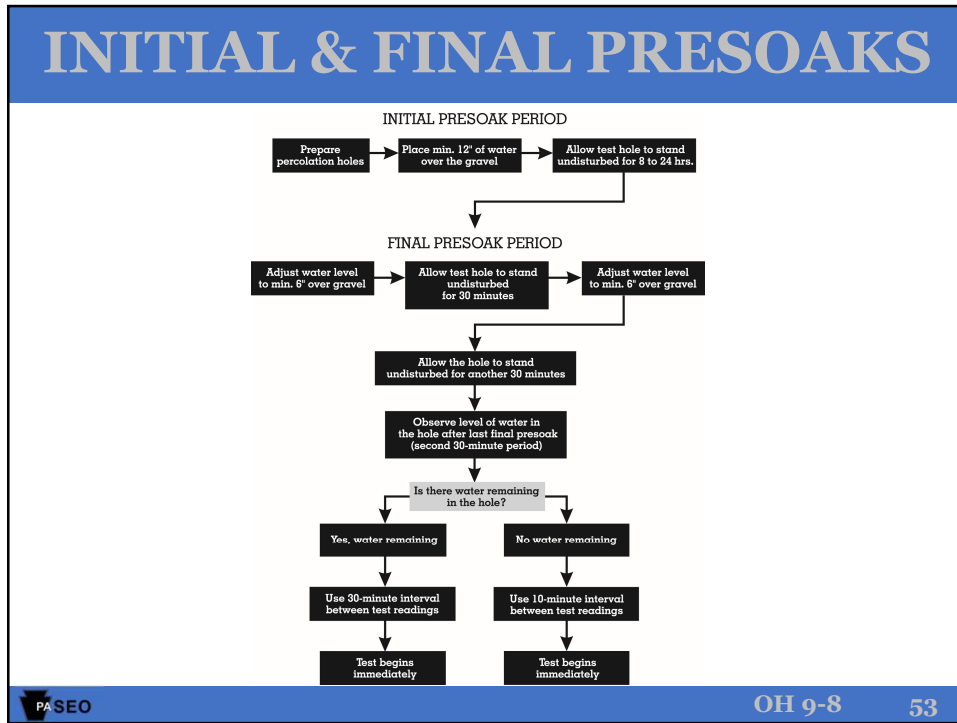 INITIAL & FINAL PRESOAKS
INITIAL PRESOAK PERIOD
Prepare
percolation holes
Place min. 12" of water
over the gravel
Allow test hole to stand
undisturbed for 8 to 24 hrs.
FINAL PRESOAK PERIOD
Adjust water level
to min. 6" over gravel
Allow test hole to stand
undisturbed
for 30 minutes
Adjust water level
to min. 6" over gravel
Allow the hole to stand
undisturbed for another 30 minutes
Observe level of water in
the hole after last final presoak
(second 30-minute period)
Is there water remaining
in the hole?
Yes, water remaining
No water remaining
Use 30-minute interval
between test readings
Use 10-minute interval
between test readings
Test begins
immediately
Test begins
immediately
PA SEO
OH 9-8
53